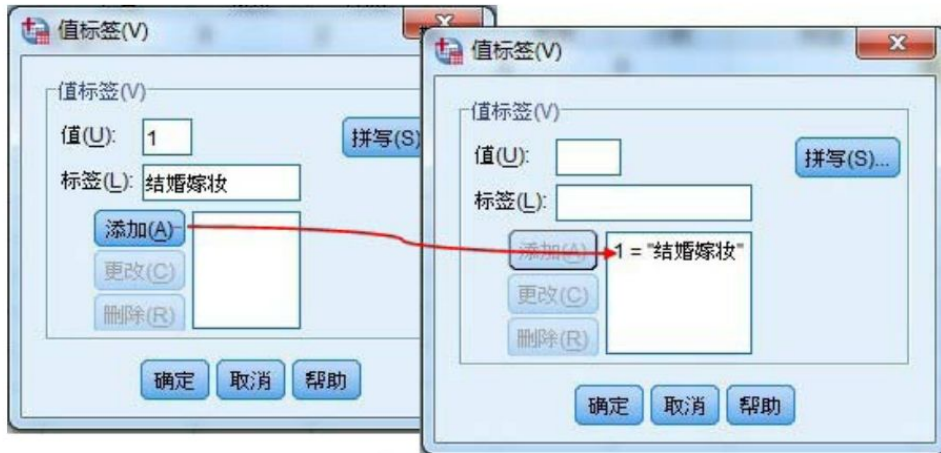 值标签(V)
值标签(V)
值(U): 1
拼写(S)
标签(L): 结婚嫁妆
添加(A)
更改(C)
删除(R)
确定 取消 帮助
值标签(V)
值标签(V)
值(U):
拼写(S)...
标签(L):
添加(A)
1 = "结婚嫁妆"
更改(C)
删除(R)
确定 取消 帮助